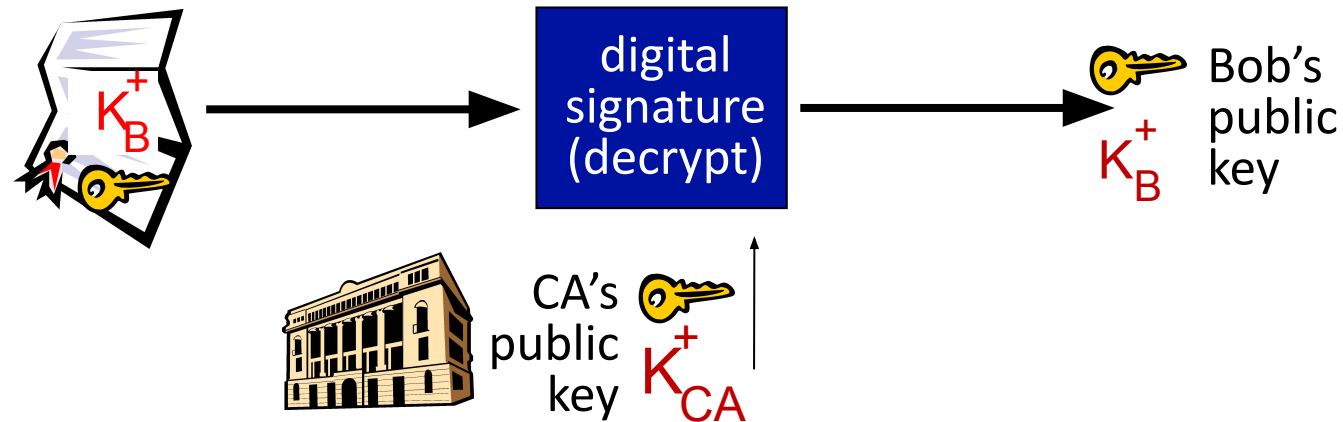 K+B
digital
signature
(decrypt)
Bob’s
public
key
K+B
CA’s
public
key
K+CA